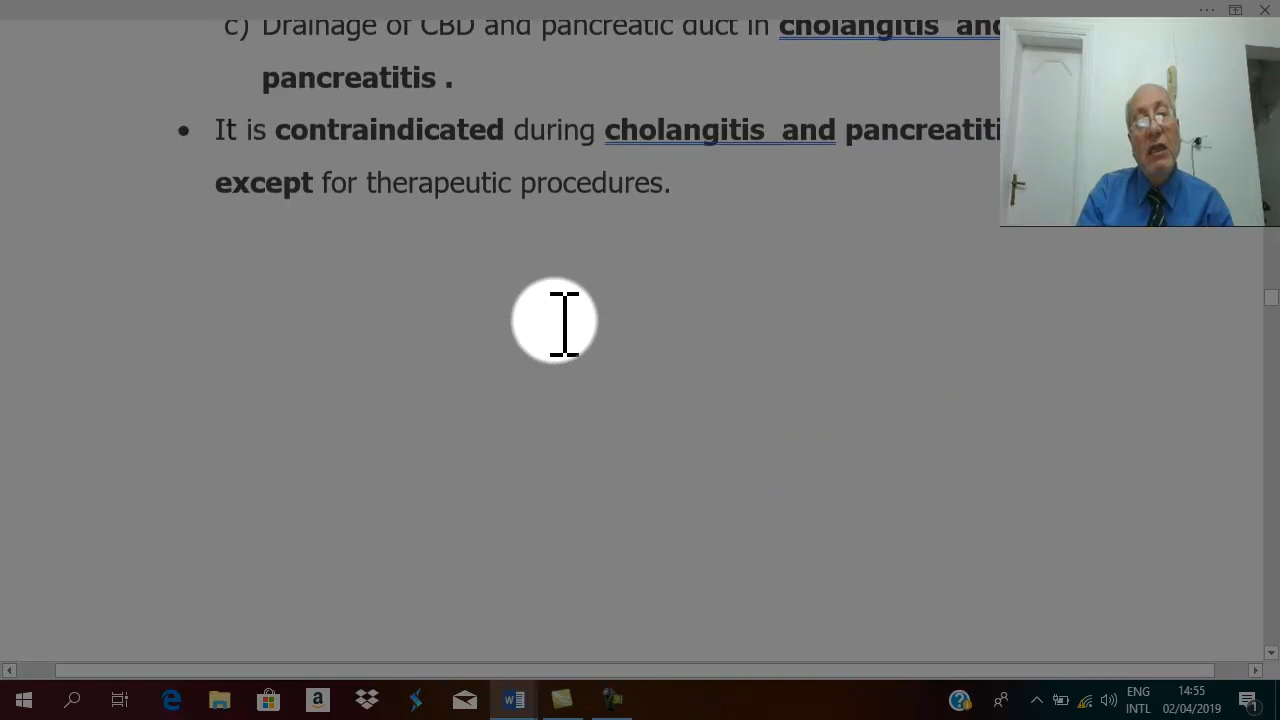 c) Drainage of CBD and pancreatic duct in cholangitis and
pancreatitis .
• It is contraindicated during cholangitis and pancreatiti
except for therapeutic procedures.
ENG
INTL
14:55
02/04/2019
1